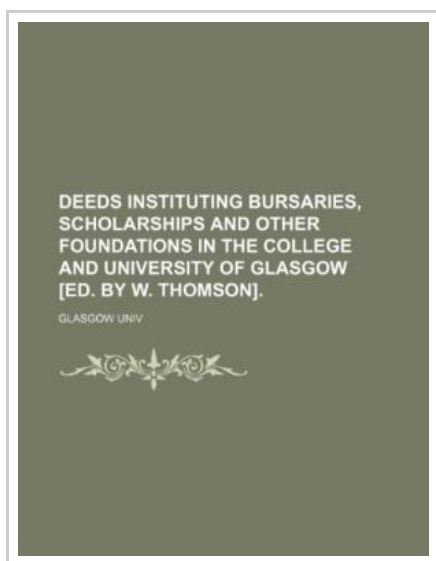 DEEDS INSTITUTING BURSARIES,
SCHOLARSHIPS AND OTHER
FOUNDATIONS IN THE COLLEGE
AND UNIVERSITY OF GLASGOW
[ED. BY W. THOMSON].
GLASGOW UNIV